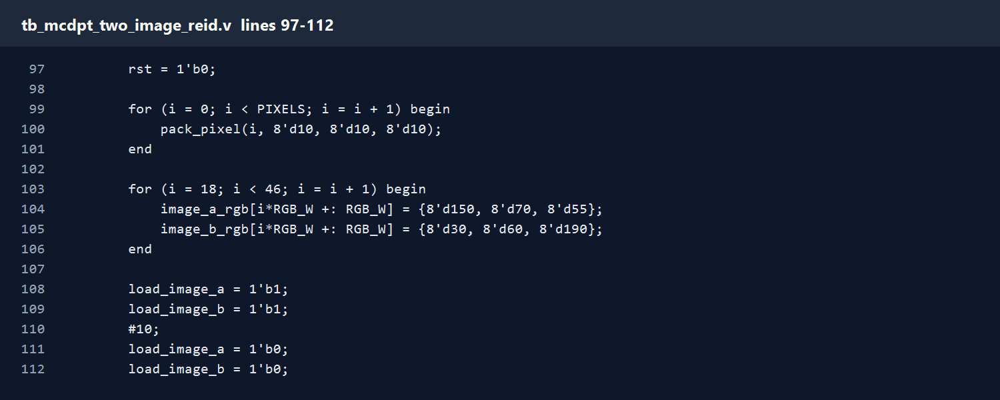 tb_mcdpt_two_image_reid.v  lines 97-112
97          rst = 1'b0;
98
99          for (i = 0; i < PIXELS; i = i + 1) begin
100             pack_pixel(i, 8'd10, 8'd10, 8'd10);
101         end
102
103         for (i = 18; i < 46; i = i + 1) begin
104             image_a_rgb[i*RGB_W +: RGB_W] = {8'd150, 8'd70, 8'd55};
105             image_b_rgb[i*RGB_W +: RGB_W] = {8'd30, 8'd60, 8'd190};
106         end
107
108         load_image_a = 1'b1;
109         load_image_b = 1'b1;
110         #10;
111         load_image_a = 1'b0;
112         load_image_b = 1'b0;